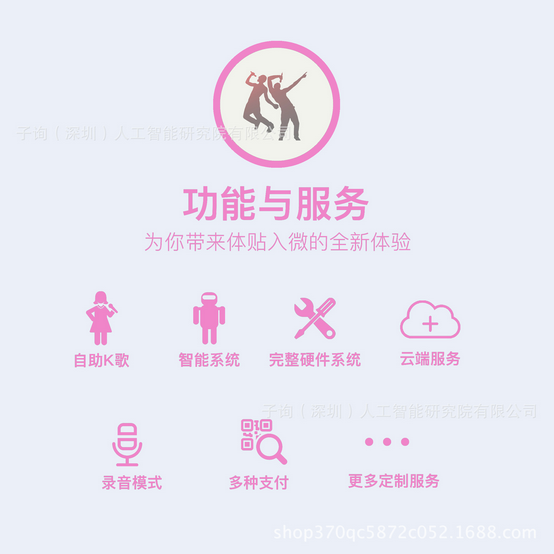 子询（深圳）人工智能研究院有限公司
功能与服务
为你带来体贴入微的全新体验
自助K歌
智能系统
完整硬件系统
云端服务
子询（深圳）人工智能研究院有限公司
录音模式
多种支付
更多定制服务
shop370qc5872c052.1688.com